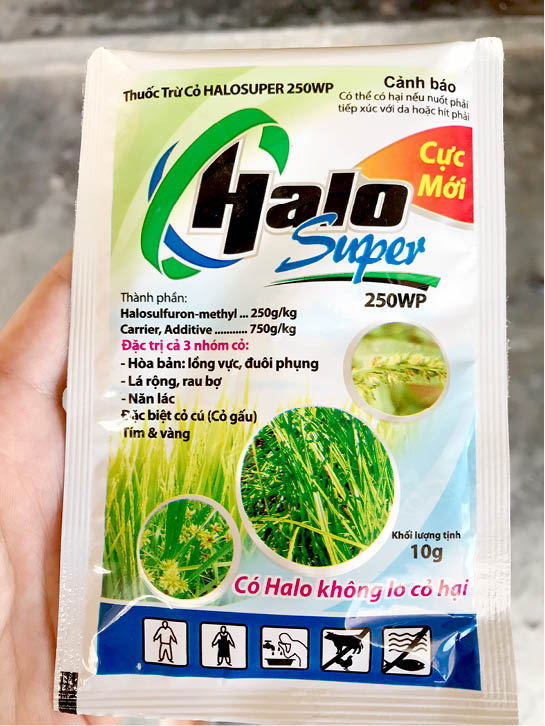 Thuốc Trừ Cỏ HALOSUPER 250WP
Cảnh báo
Có thể có hại nếu nuốt phải
tiếp xúc với da hoặc hít phải
Cực
Mới
Halo
Super
250WP
Thành phần:
Halosulfuron-methyl ... 250g/kg
Carrier, Additive ........... 750g/kg
Đặc trị cả 3 nhóm cỏ:
- Hòa bản: lồng vực, đuôi phụng
- Lá rộng, rau bợ
- Năn lác
Đặc biệt cỏ cú (Cỏ gấu)
Tím & vàng
Khối lượng tịnh
10g
Có Halo không lo cỏ hại